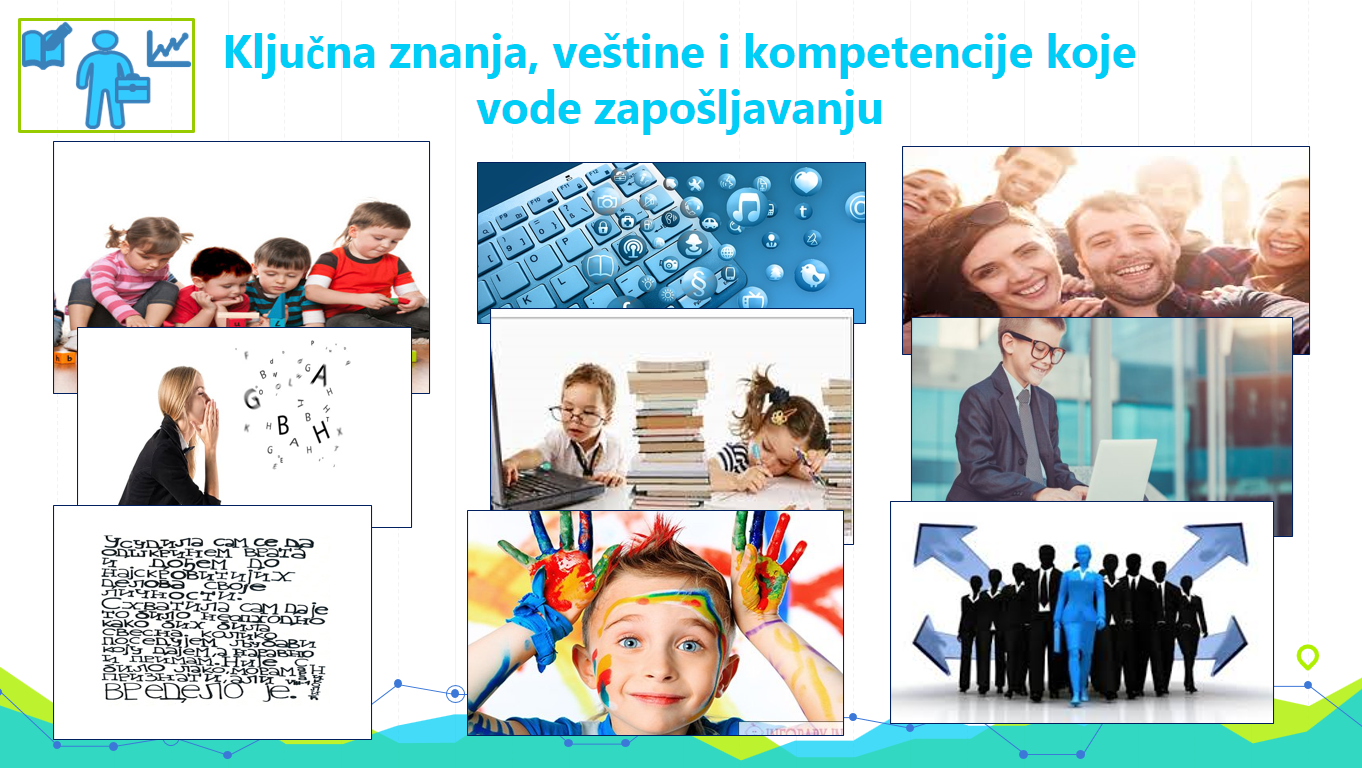 Ključna znanja, veštine i kompetencije koje
vode zapošljavanju
G
A
B
H
B
A
H
Усудила сам се да
одшкринем врата
и дођем до
најскровитијих
делова своје
личности.
Схватила сам да је
то било неопходно
како бих била
свесна колико
поседујем љубави
коју дајем, а наравно
и примам. Није
било лако, морам
признати, али
вредело је.